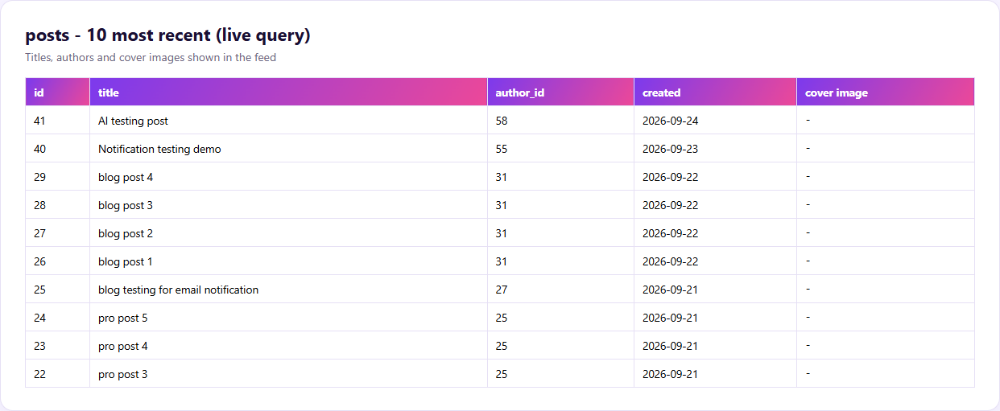 posts - 10 most recent (live query)
Titles, authors and cover images shown in the feed
id title author_id created cover image
41 AI testing post 58 2026-09-24 -
40 Notification testing demo 55 2026-09-23 -
29 blog post 4 31 2026-09-22 -
28 blog post 3 31 2026-09-22 -
27 blog post 2 31 2026-09-22 -
26 blog post 1 31 2026-09-22 -
25 blog testing for email notification 27 2026-09-21 -
24 pro post 5 25 2026-09-21 -
23 pro post 4 25 2026-09-21 -
22 pro post 3 25 2026-09-21 -